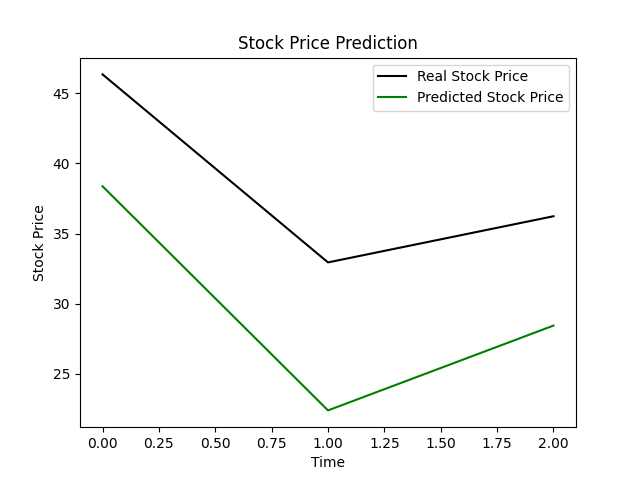 Stock Price Prediction
Real Stock Price
Predicted Stock Price
Stock Price
45
40
35
30
25
0.00 0.25 0.50 0.75 1.00 1.25 1.50 1.75 2.00
Time